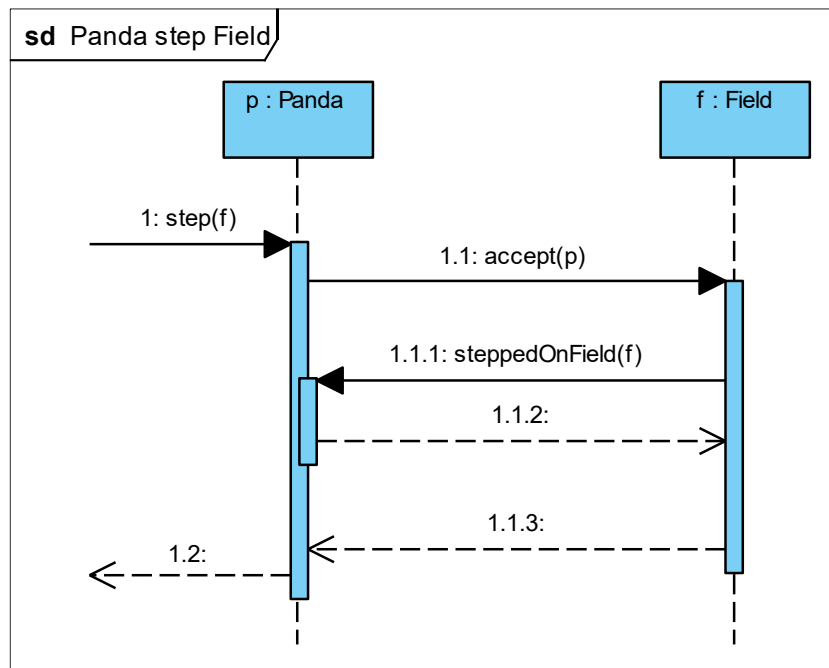 sd Panda step Field
p : Panda
f : Field
1: step(f)
1.1: accept(p)
1.1.1: steppedOnField(f)
1.1.2:
1.1.3:
1.2: